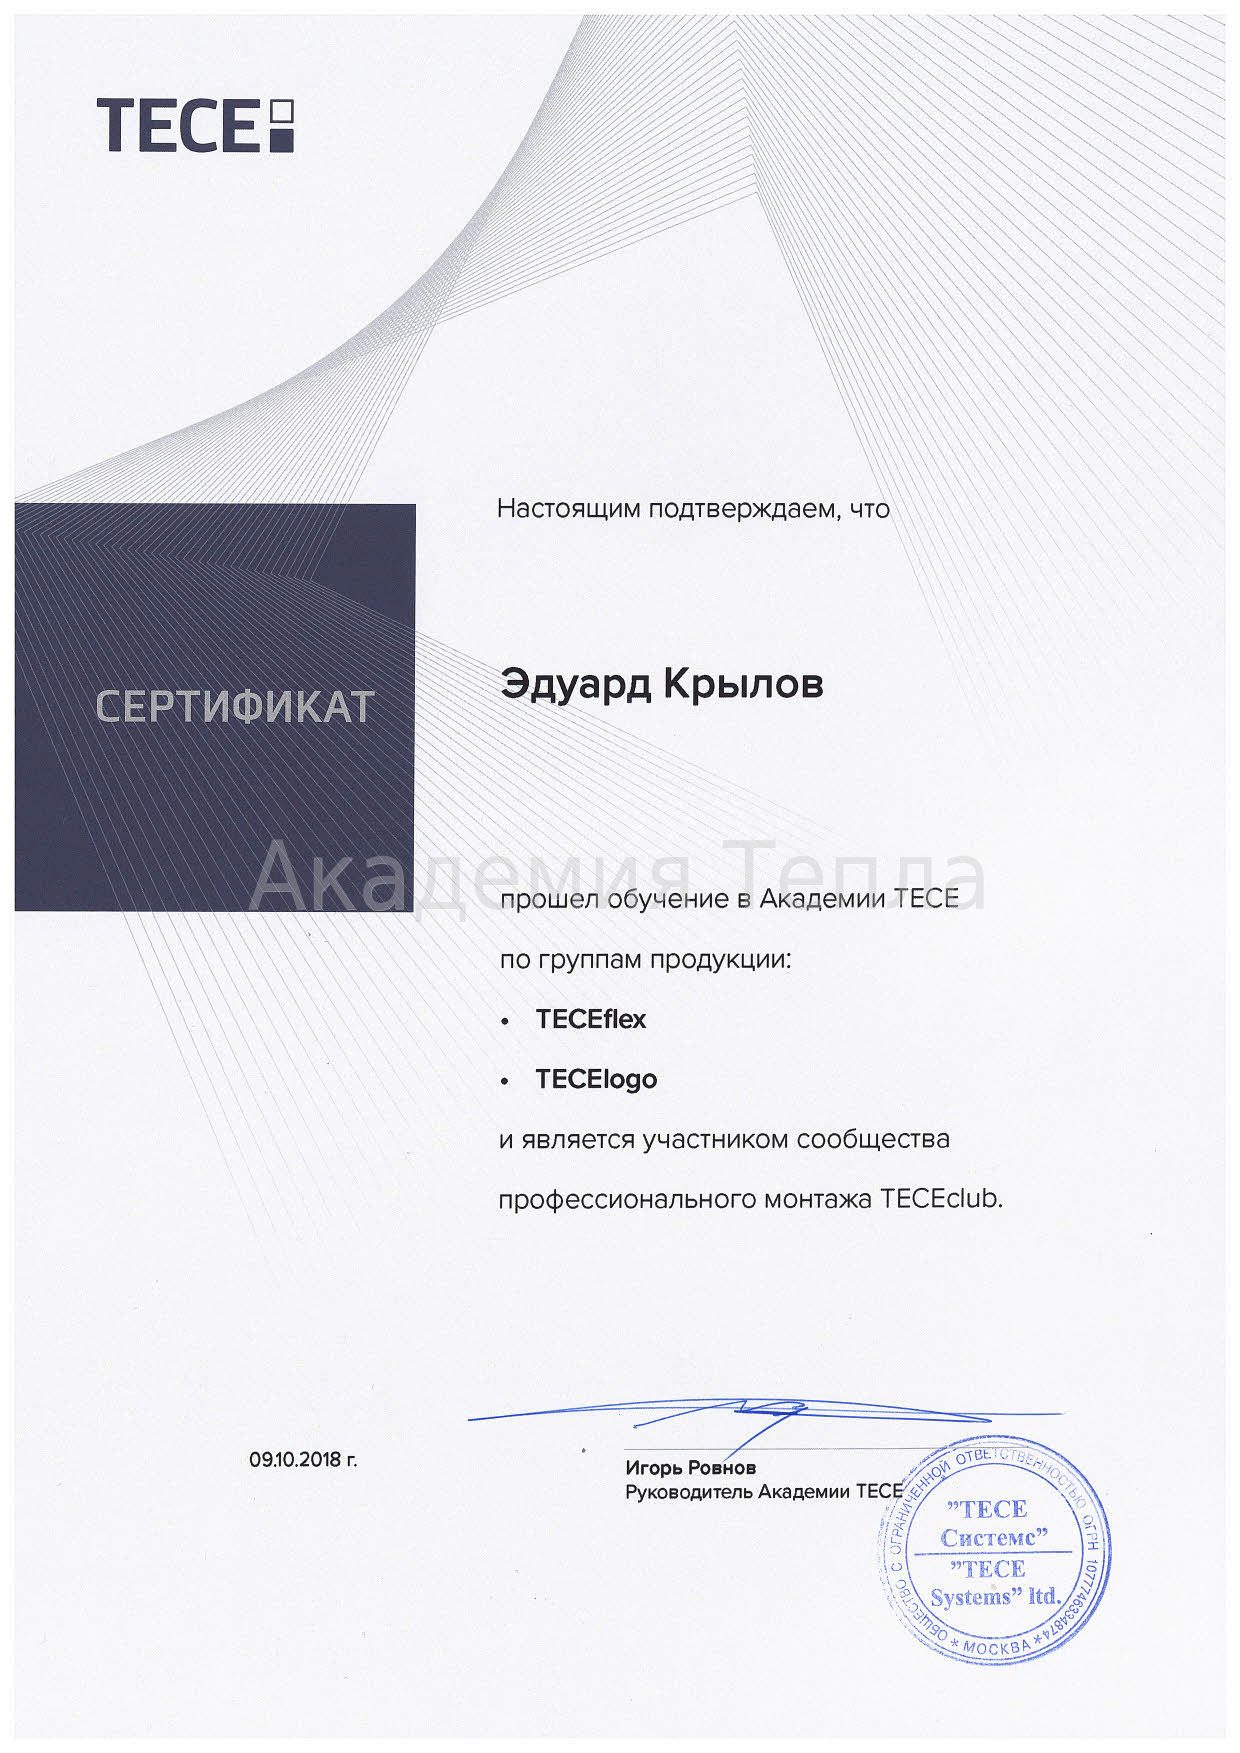 TECE
Настоящим подтверждаем, что
СЕРТИФИКАТ
Эдуард Крылов
Академия Тепла
прошел обучение в Академии TECE
по группам продукции:
• TECEflex
• TECElogo
и является участником сообщества
профессионального монтажа TECEclub.
09.10.2018 г.
Игорь Ровнов
Руководитель Академии TECE
ОБЩЕСТВО С ОГРАНИЧЕННОЙ ОТВЕТСТВЕННОСТЬЮ ОГРН 1077746334874
* МОСКВА *
"ТЕСЕ
Системс"
"TECE
Systems" ltd.